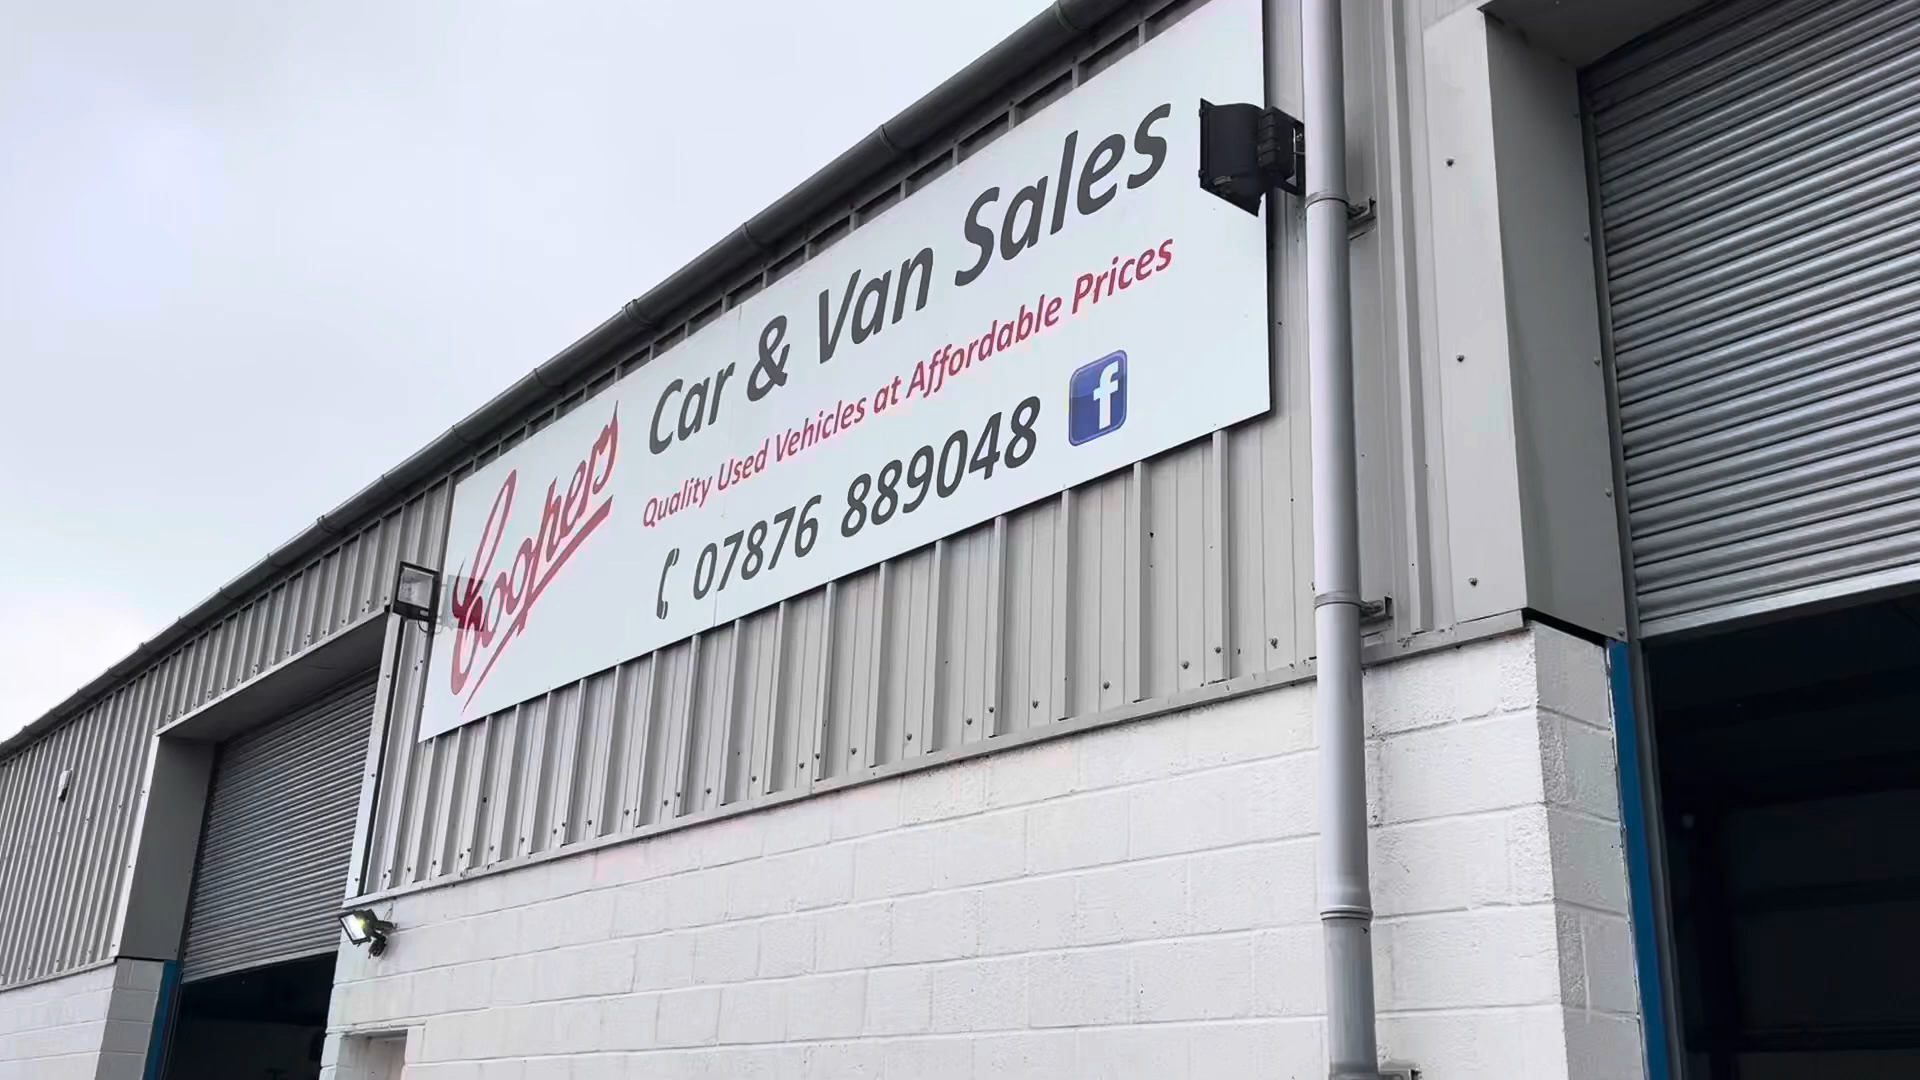 Coopers
Car & Van Sales
Quality Used Vehicles at Affordable Prices
07876 889048
f